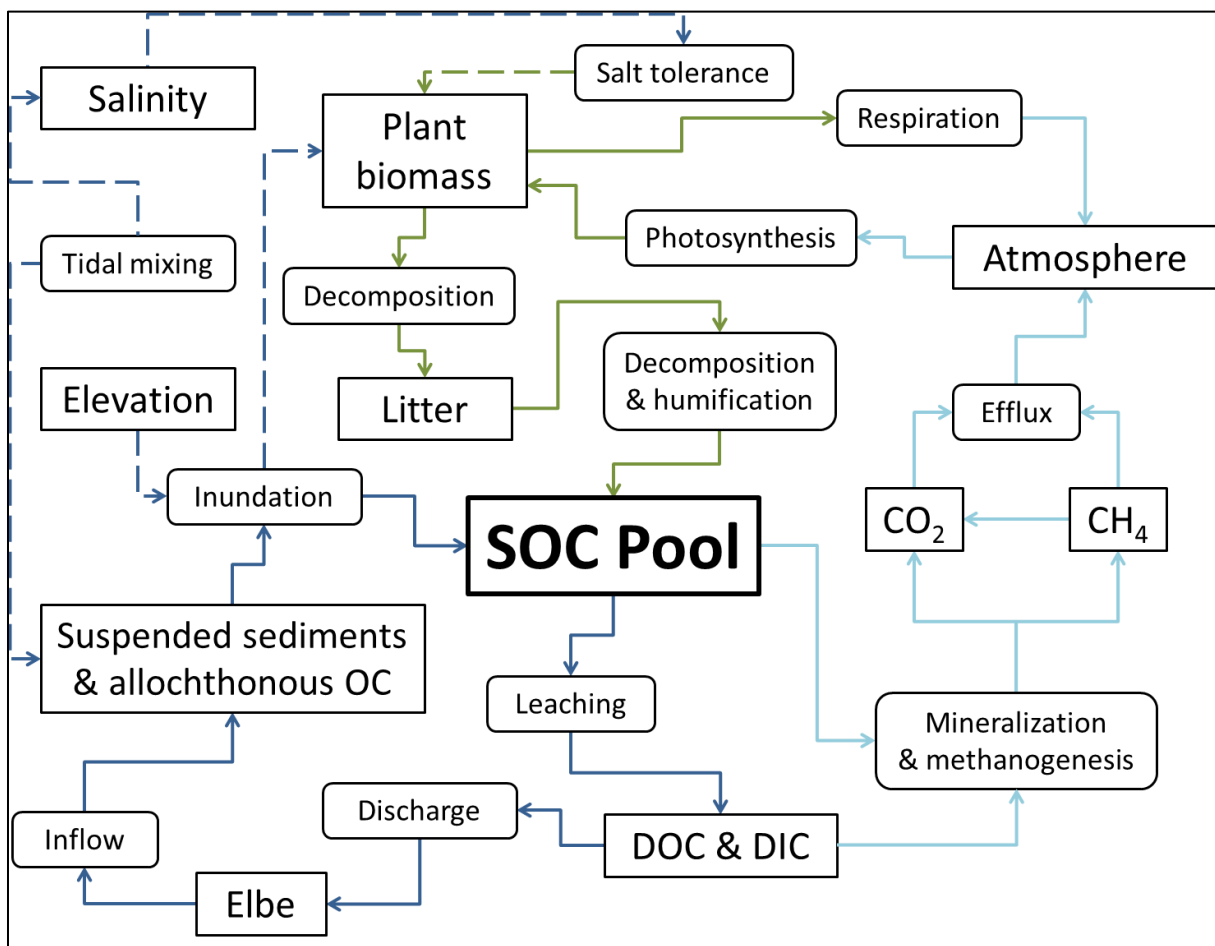 Salt tolerance
Salinity
Plant
biomass
Respiration
Photosynthesis
Tidal mixing
Atmosphere
Decomposition
Decomposition
& humification
Elevation
Litter
Efflux
Inundation
SOC Pool
CO₂
CH₄
Suspended sediments
& allochthonous OC
Leaching
Mineralization
& methanogenesis
Discharge
Inflow
DOC & DIC
Elbe